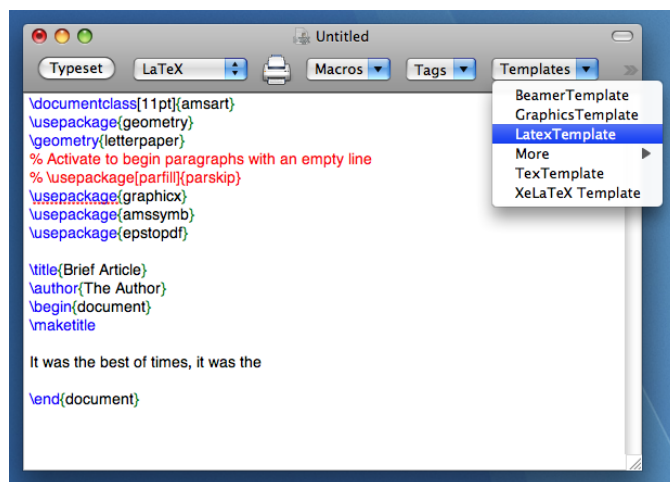 Untitled
Typeset LaTeX Macros Tags Templates
BeamerTemplate
GraphicsTemplate
LatexTemplate
More
TexTemplate
XeLaTeX Template
\documentclass[11pt]{amsart}
\usepackage{geometry}
\geometry{letterpaper}
% Activate to begin paragraphs with an empty line
% \usepackage[parfill]{parskip}
\usepackage{graphicx}
\usepackage{amssymb}
\usepackage{epstopdf}
\title{Brief Article}
\author{The Author}
\begin{document}
\maketitle
It was the best of times, it was the
\end{document}